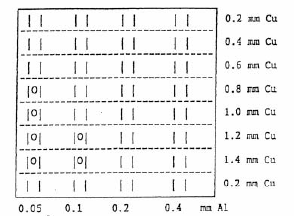 | | | | | | | | 0.2 mm Cu
| | | | | | | | 0.4 mm Cu
| | | | | | | | 0.6 mm Cu
|O| | | | | | | 0.8 mm Cu
|O| | | | | | | 1.0 mm Cu
|O| |O| | | | | 1.2 mm Cu
|O| |O| | | | | 1.4 mm Cu
| | | | | | | | 0.2 mm Cu
0.05 0.1 0.2 0.4 mm Al